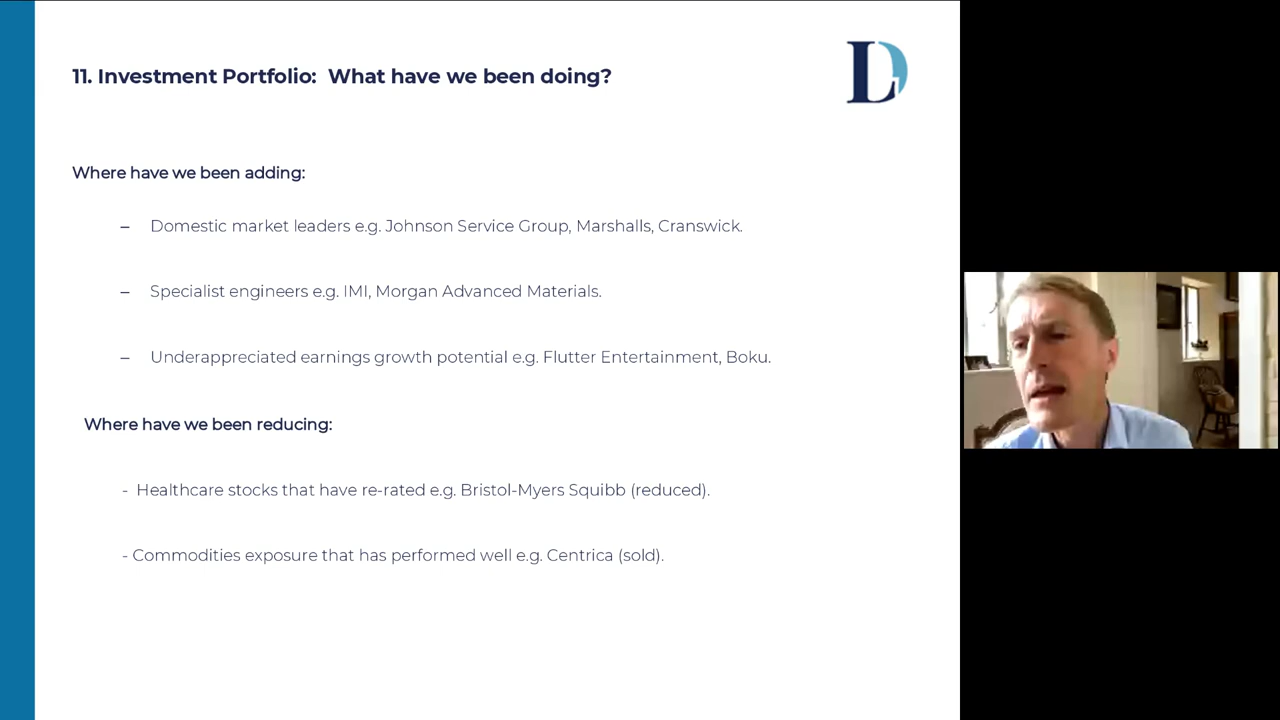 11. Investment Portfolio: What have we been doing?
Where have we been adding:
– Domestic market leaders e.g. Johnson Service Group, Marshalls, Cranswick.
– Specialist engineers e.g. IMI, Morgan Advanced Materials.
– Underappreciated earnings growth potential e.g. Flutter Entertainment, Boku.
Where have we been reducing:
- Healthcare stocks that have re-rated e.g. Bristol-Myers Squibb (reduced).
- Commodities exposure that has performed well e.g. Centrica (sold).